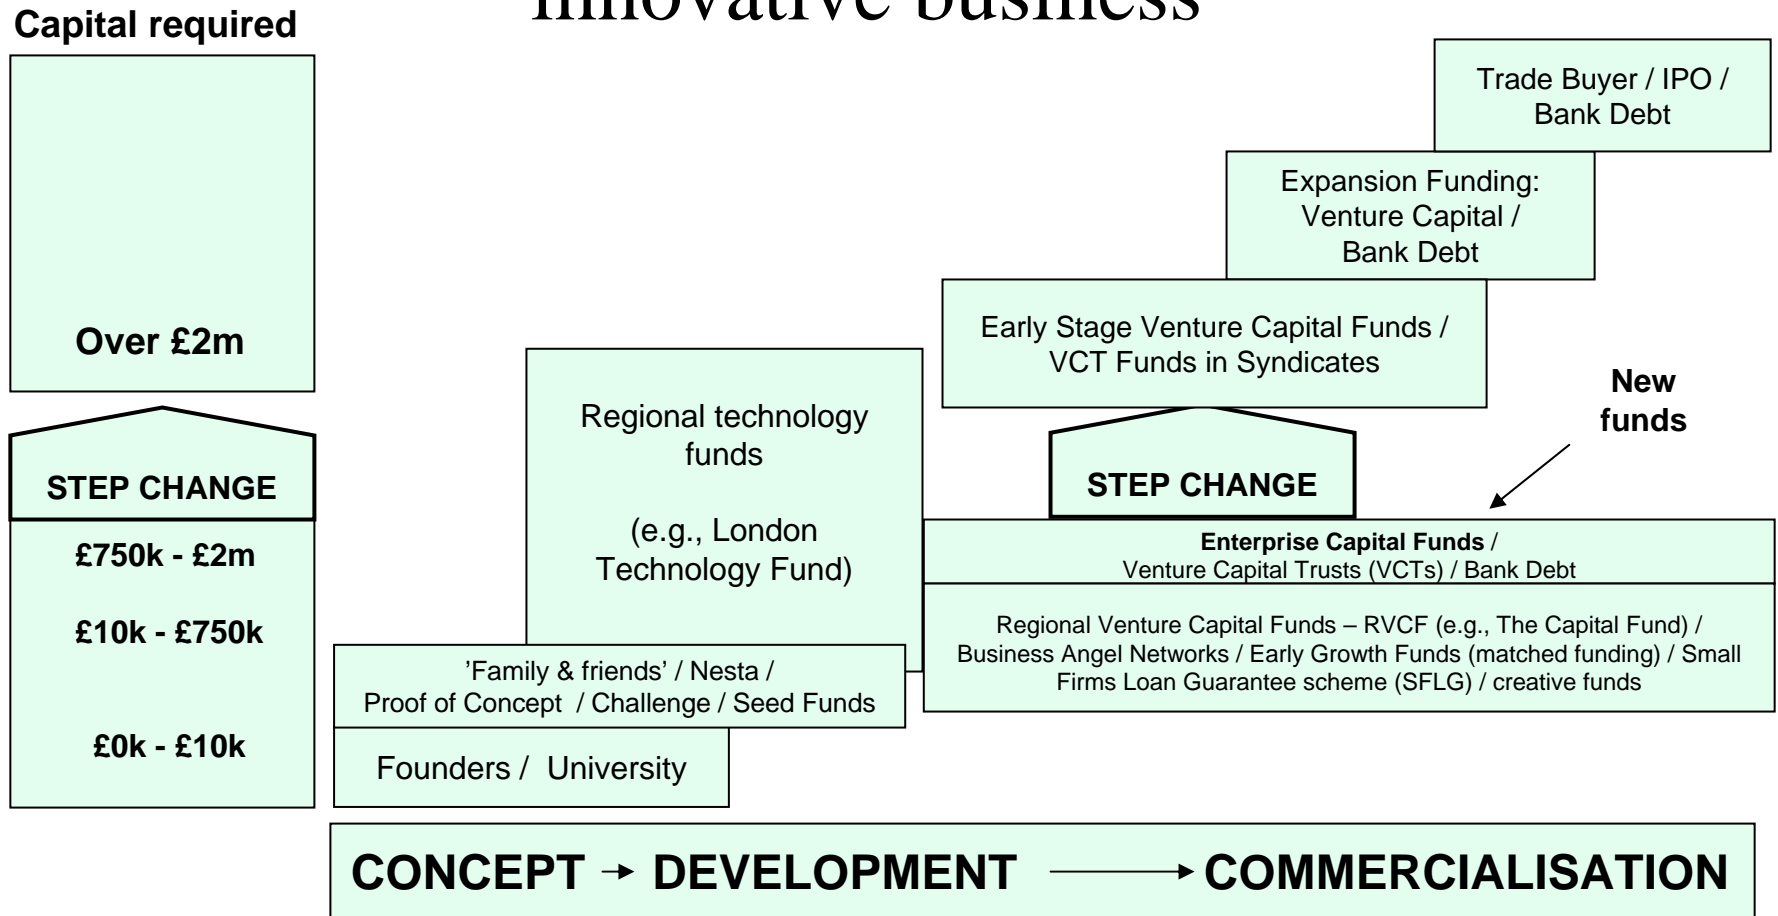 innovative business
Capital required
Over £2m
STEP CHANGE
£750k - £2m
£10k - £750k
£0k - £10k
Trade Buyer / IPO /
Bank Debt
Expansion Funding:
Venture Capital /
Bank Debt
Early Stage Venture Capital Funds /
VCT Funds in Syndicates
New
funds
STEP CHANGE
Regional technology
funds
(e.g., London
Technology Fund)
Enterprise Capital Funds /
Venture Capital Trusts (VCTs) / Bank Debt
Regional Venture Capital Funds – RVCF (e.g., The Capital Fund) /
Business Angel Networks / Early Growth Funds (matched funding) / Small
Firms Loan Guarantee scheme (SFLG) / creative funds
’Family & friends’ / Nesta /
Proof of Concept / Challenge / Seed Funds
Founders / University
CONCEPT → DEVELOPMENT → COMMERCIALISATION